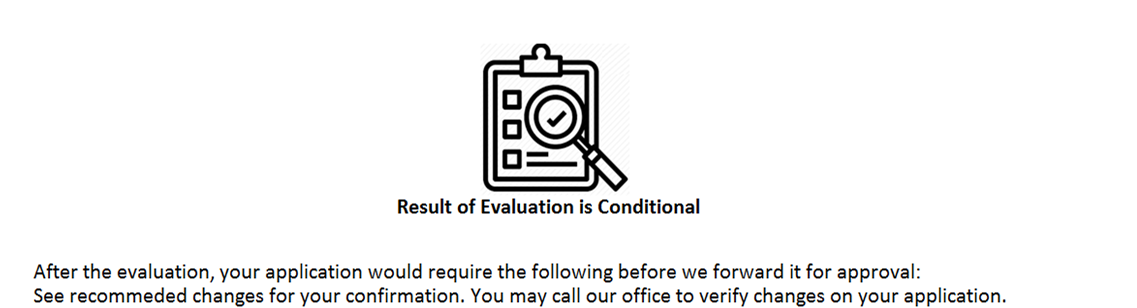 Result of Evaluation is Conditional
After the evaluation, your application would require the following before we forward it for approval:
See recommeded changes for your confirmation. You may call our office to verify changes on your application.